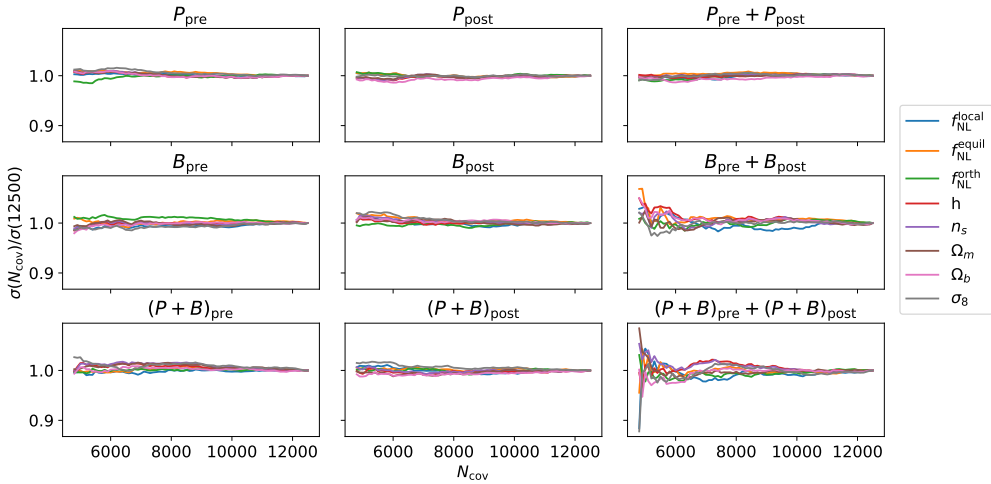 P_pre P_post P_pre + P_post
1.0
0.9
B_pre B_post B_pre + B_post
1.0
0.9
(P + B)_pre (P + B)_post (P + B)_pre + (P + B)_post
1.0
0.9
σ(N_cov)/σ(12500)
6000 8000 10000 12000 6000 8000 10000 12000 6000 8000 10000 12000
N_cov
f_NL^local
f_NL^equil
f_NL^orth
h
n_s
Ω_m
Ω_b
σ_8